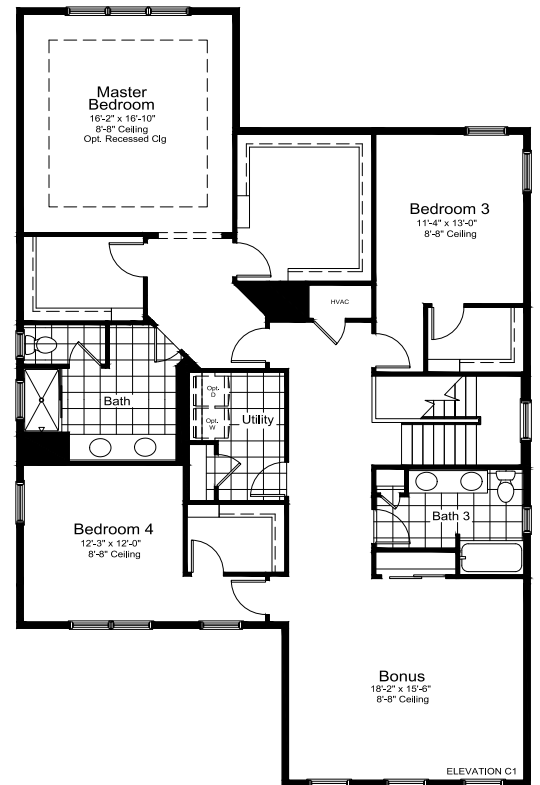 Master
Bedroom
16'-2" x 16'-10"
8'-8" Ceiling
Opt. Recessed Clg
Bedroom 3
11'-4" x 13'-0"
8'-8" Ceiling
HVAC
Bath
Opt.
D
Opt.
W
Utility
Bedroom 4
12'-3" x 12'-0"
8'-8" Ceiling
Bath 3
Bonus
18'-2" x 15'-6"
8'-8" Ceiling
ELEVATION C1